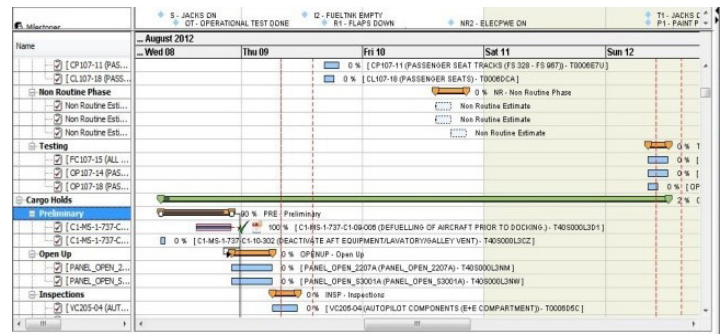 Milestones
S - JACKS ON
I2 - FUELTNK EMPTY
T1 - JACKS C
OT - OPERATIONAL TEST DONE
R1 - FLAPS DOWN
NR2 - ELECPWE ON
P1 - PAINT P
Name
... August 2012
... Wed 08
Thu 09
Fri 10
Sat 11
Sun 12
[ CP107-11 (PAS...
0 % [ CP107-11 (PASSENGER SEAT TRACKS (FS 328 - FS 967)) - T0006E7U ]
[ CL107-18 (PASS...
0 % [ CL107-18 (PASSENGER SEATS) - T0006DCA ]
Non Routine Phase
0 % NR - Non Routine Phase
Non Routine Esti...
Non Routine Estimate
Non Routine Esti...
Non Routine Estimate
Non Routine Esti...
Non Routine Estimate
Testing
0 % T
[ FC107-15 (ALL ...
0 % [
[ OP107-14 (PAS...
0 % [
[ OP107-18 (PAS...
0 % [ OP
Cargo Holds
2 % C
Preliminary
90 % PRE - Preliminary
[ C1-MS-1-737-C...
100 % [ C1-MS-1-737-C1-09-006 (DEFUELLING OF AIRCRAFT PRIOR TO DOCKING.) - T40S000L3D1 ]
[ C1-MS-1-737-C...
0 % [ C1-MS-1-737-C1-10-302 (DEACTIVATE AFT EQUIPMENT/LAVATORY/GALLEY VENT) - T40S000L3CZ ]
Open Up
0 % OPENUP - Open Up
[ PANEL_OPEN_2...
0 % [ PANEL_OPEN_2207A (PANEL_OPEN_2207A) - T40S000L3NM ]
[ PANEL_OPEN_S...
0 % [ PANEL_OPEN_S3001A (PANEL_OPEN_S3001A) - T40S000L3NW ]
Inspections
0 % INSP - Inspections
[ VC205-04 (AUT...
0 % [ VC205-04 (AUTOPILOT COMPONENTS (E+E COMPARTMENT)) - T0006D5C ]